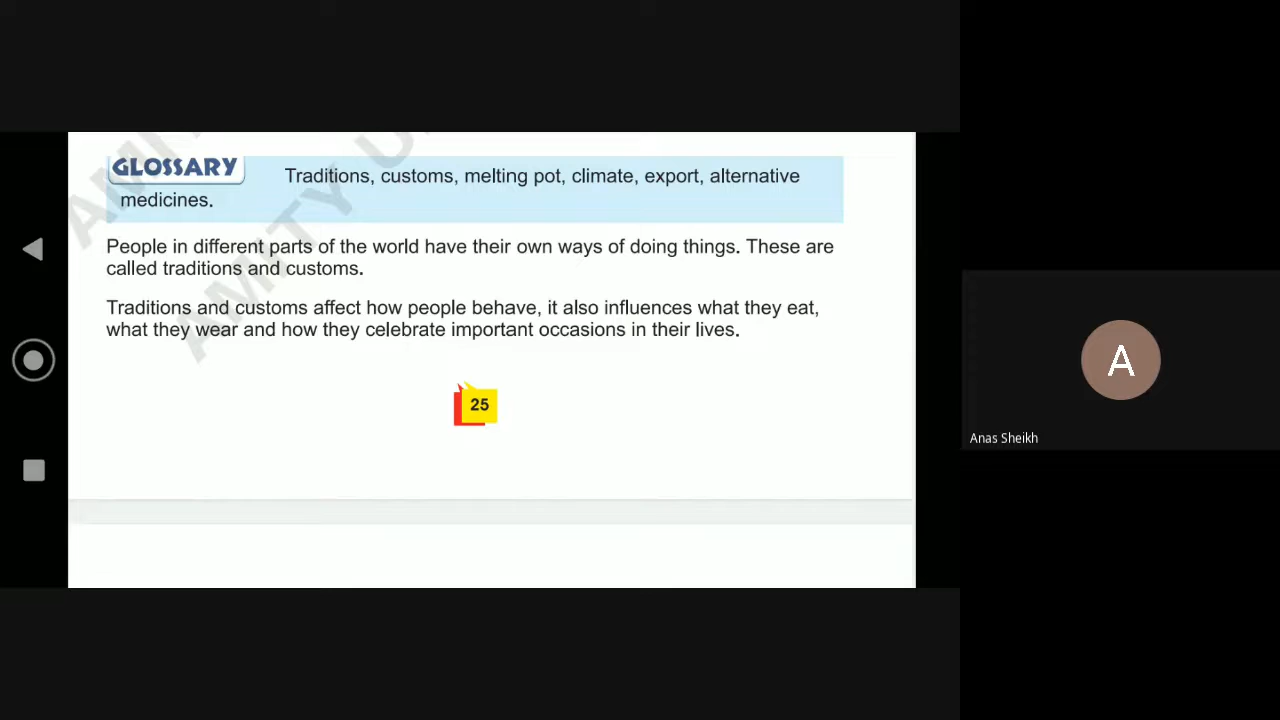 GLOSSARY
Traditions, customs, melting pot, climate, export, alternative
medicines.
People in different parts of the world have their own ways of doing things. These are
called traditions and customs.
Traditions and customs affect how people behave, it also influences what they eat,
what they wear and how they celebrate important occasions in their lives.
25
A
Anas Sheikh
AMITY U